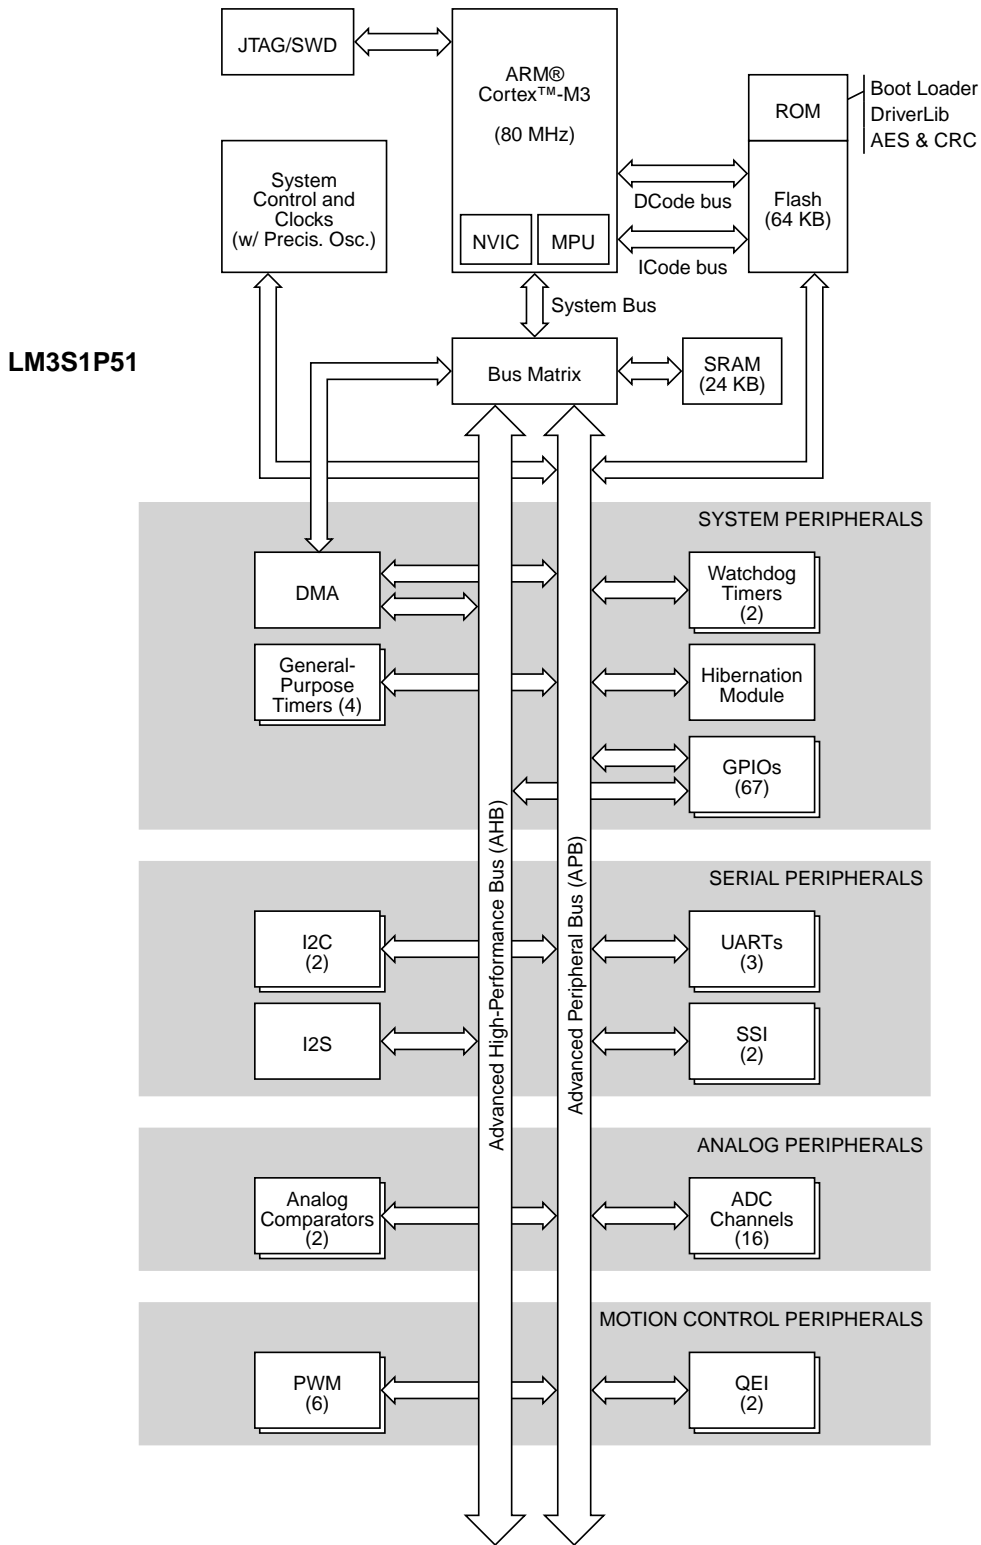 JTAG/SWD
ARM®
Cortex™-M3
(80 MHz)
NVIC
MPU
ROM
Boot Loader
DriverLib
AES & CRC
Flash
(64 KB)
DCode bus
ICode bus
System
Control and
Clocks
(w/ Precis. Osc.)
System Bus
LM3S1P51
Bus Matrix
SRAM
(24 KB)
SYSTEM PERIPHERALS
DMA
Watchdog
Timers
(2)
General-
Purpose
Timers (4)
Hibernation
Module
GPIOs
(67)
Advanced High-Performance Bus (AHB)
Advanced Peripheral Bus (APB)
SERIAL PERIPHERALS
I2C
(2)
UARTs
(3)
I2S
SSI
(2)
ANALOG PERIPHERALS
Analog
Comparators
(2)
ADC
Channels
(16)
MOTION CONTROL PERIPHERALS
PWM
(6)
QEI
(2)